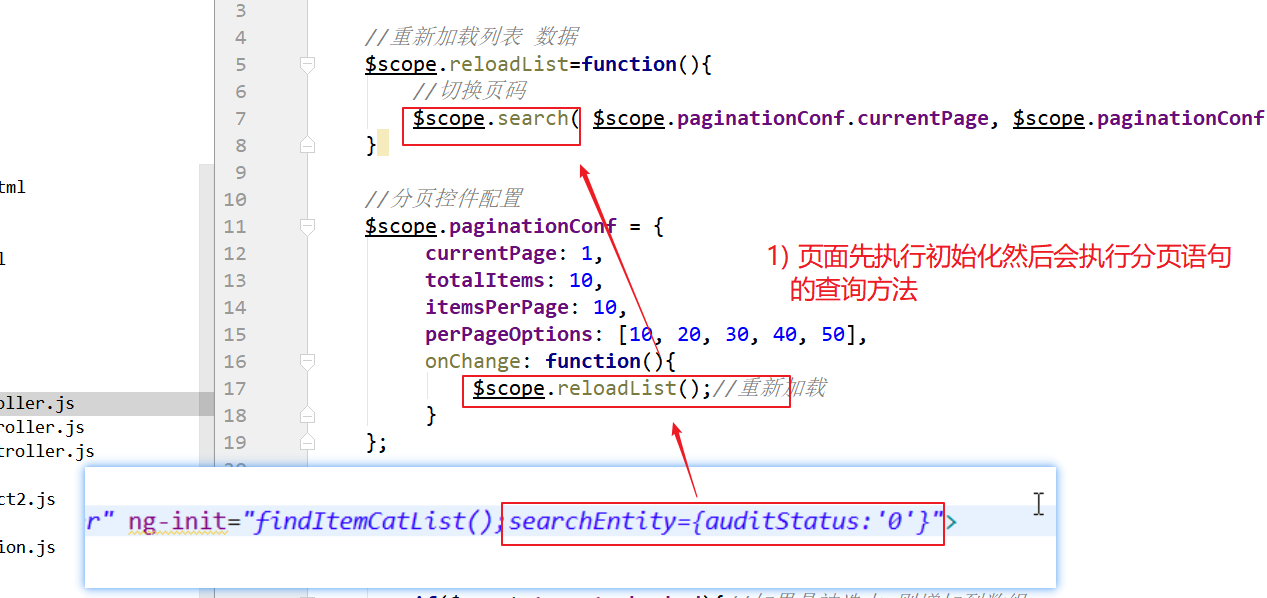 3
4 //重新加载列表 数据
5 $scope.reloadList=function(){
6 //切换页码
7 $scope.search( $scope.paginationConf.currentPage, $scope.paginationConf
8 }
9
10 //分页控件配置
11 $scope.paginationConf = {
12 currentPage: 1,
13 totalItems: 10,
14 itemsPerPage: 10,
15 perPageOptions: [10, 20, 30, 40, 50],
16 onChange: function(){
17 $scope.reloadList();//重新加载
18 }
19 };
1) 页面先执行初始化然后会执行分页语句
的查询方法
tml
l
oller.js
roller.js
troller.js
ct2.js
ion.js
r" ng-init="findItemCatList();searchEntity={auditStatus:'0'}">